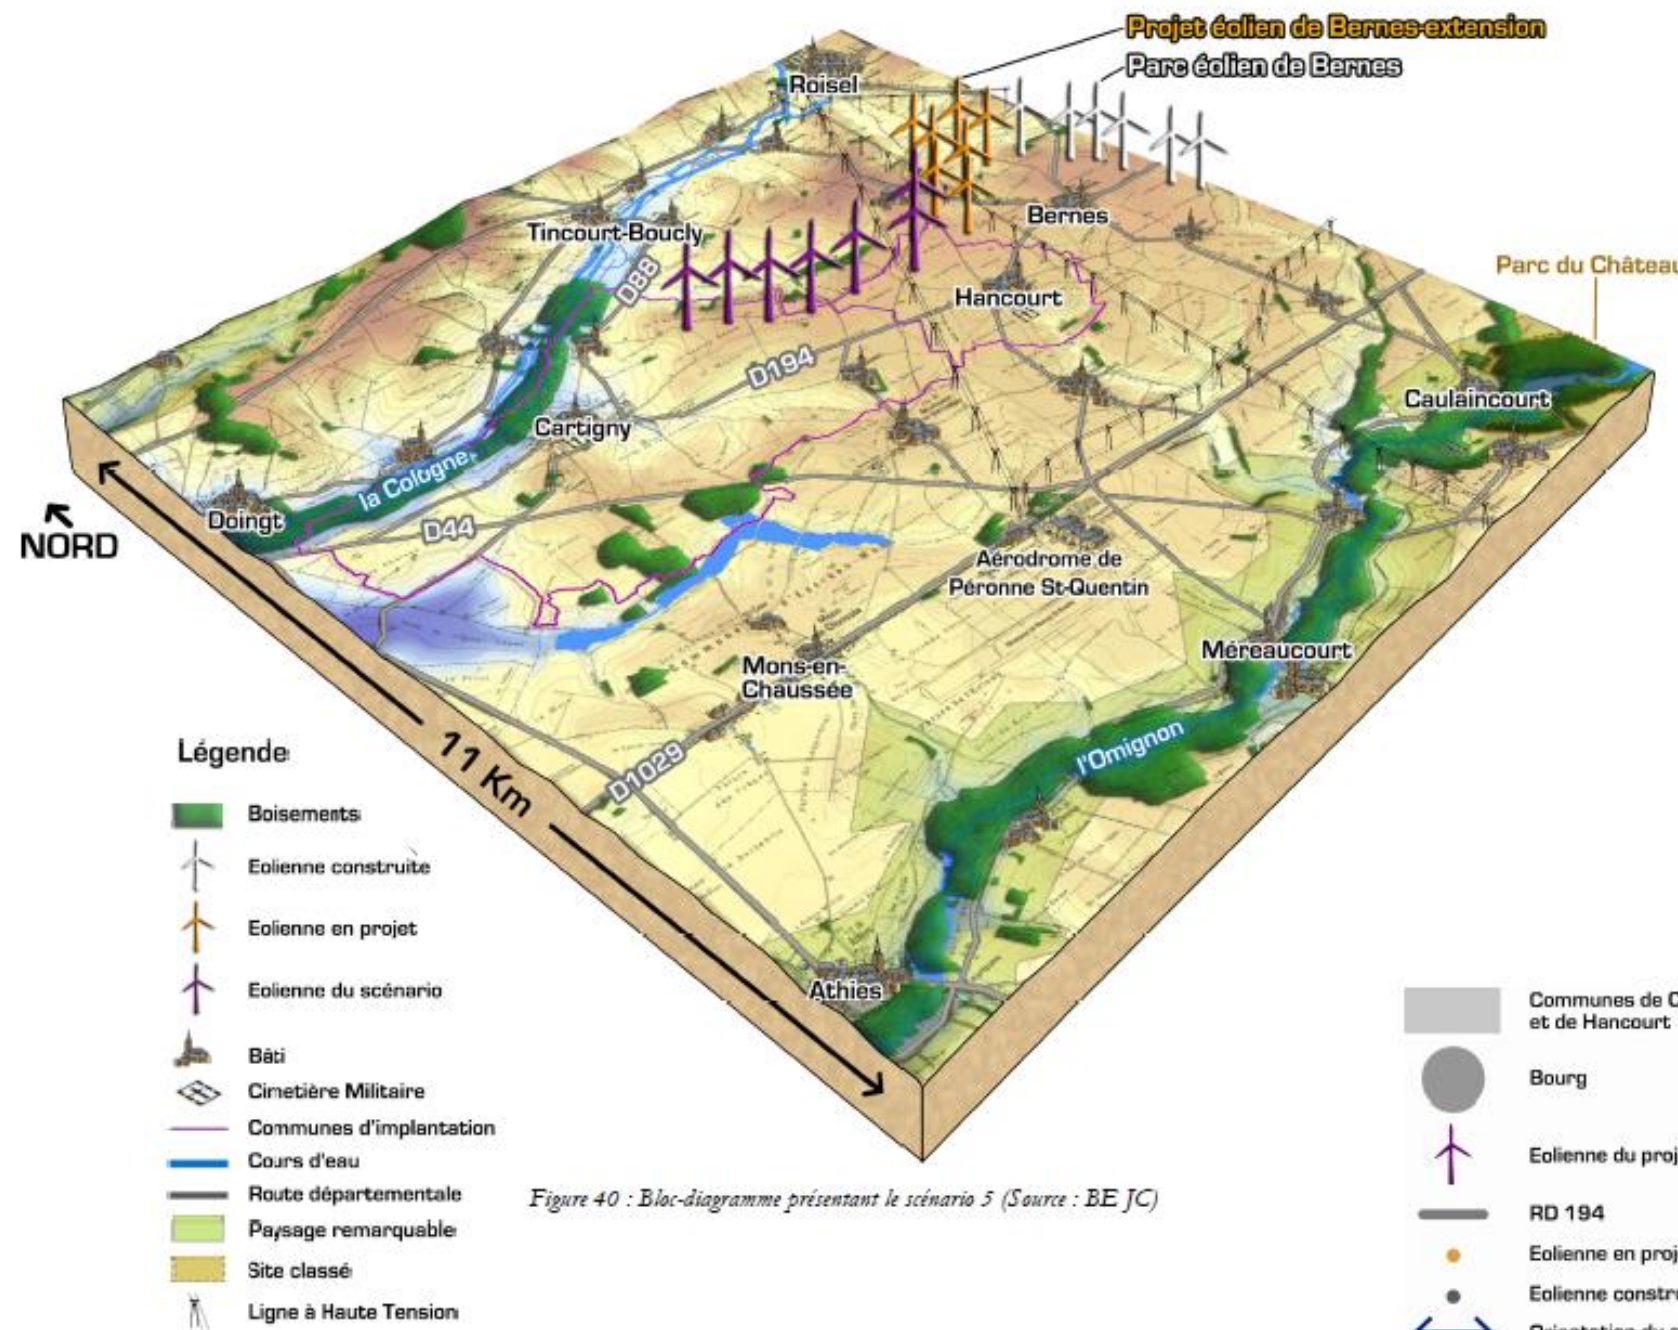 Projet éolien de Bernes-extension
Parc éolien de Bernes
Roisel
Tincourt-Boucly
D88
Bernes
Parc du Château
Hancourt
D194
Caulaincourt
Cartigny
la Cologne
Doingt
D44
NORD
Aérodrome de
Péronne St-Quentin
Méreaucourt
Mons-en-
Chaussée
l'Omignon
D1029
11 Km
Athies
Légende
Boisements
Eolienne construite
Eolienne en projet
Eolienne du scénario
Bâti
Cimetière Militaire
Communes d'implantation
Cours d'eau
Route départementale
Paysage remarquable
Site classé
Ligne à Haute Tension
Figure 40 : Bloc-diagramme présentant le scénario 5 (Source : BE JC)
Communes de C
et de Hancourt
Bourg
Eolienne du proj
RD 194
Eolienne en proj
Eolienne constru